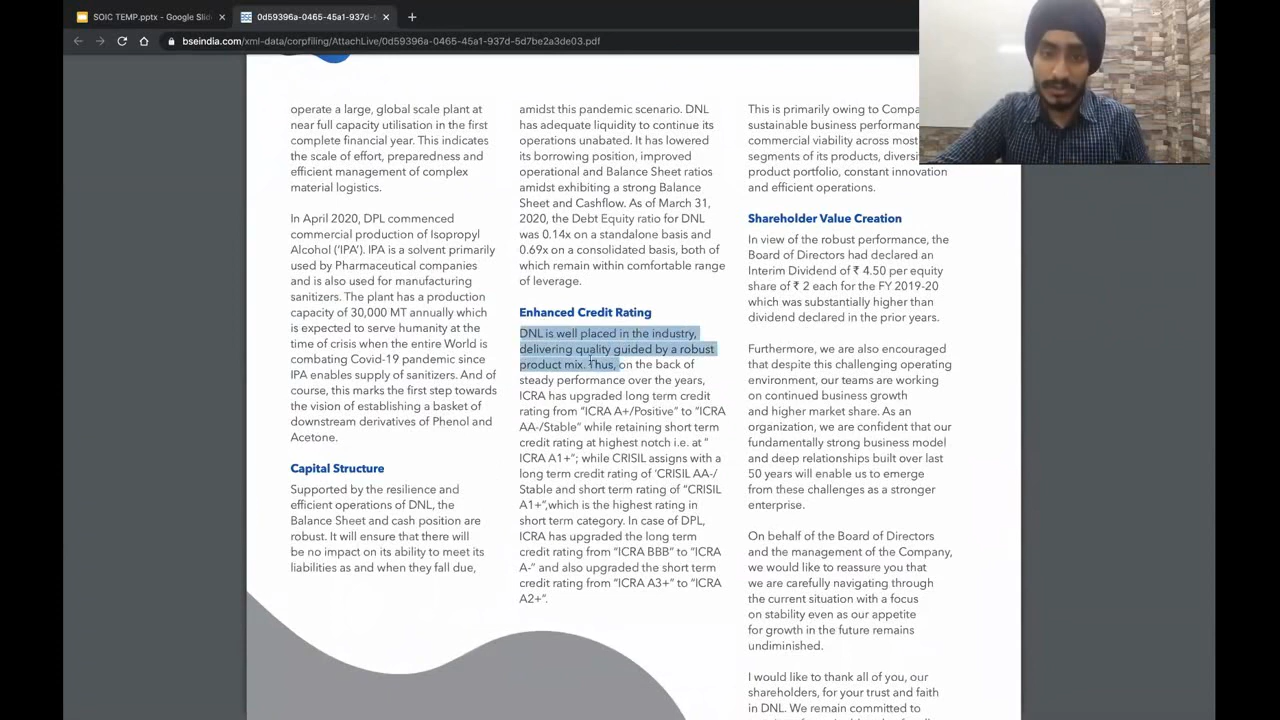 SOIC TEMP.pptx - Google Slid
0d59396a-0465-45a1-937d-5
bseindia.com/xml-data/corpfiling/AttachLive/0d59396a-0465-45a1-937d-5d7be2a3de03.pdf
operate a large, global scale plant at
near full capacity utilisation in the first
complete financial year. This indicates
the scale of effort, preparedness and
efficient management of complex
material logistics.
In April 2020, DPL commenced
commercial production of Isopropyl
Alcohol (‘IPA’). IPA is a solvent primarily
used by Pharmaceutical companies
and is also used for manufacturing
sanitizers. The plant has a production
capacity of 30,000 MT annually which
is expected to serve humanity at the
time of crisis when the entire World is
combating Covid-19 pandemic since
IPA enables supply of sanitizers. And of
course, this marks the first step towards
the vision of establishing a basket of
downstream derivatives of Phenol and
Acetone.
Capital Structure
Supported by the resilience and
efficient operations of DNL, the
Balance Sheet and cash position are
robust. It will ensure that there will
be no impact on its ability to meet its
liabilities as and when they fall due,
amidst this pandemic scenario. DNL
has adequate liquidity to continue its
operations unabated. It has lowered
its borrowing position, improved
operational and Balance Sheet ratios
amidst exhibiting a strong Balance
Sheet and Cashflow. As of March 31,
2020, the Debt Equity ratio for DNL
was 0.14x on a standalone basis and
0.69x on a consolidated basis, both of
which remain within comfortable range
of leverage.
Enhanced Credit Rating
DNL is well placed in the industry,
delivering quality guided by a robust
product mix. Thus, on the back of
steady performance over the years,
ICRA has upgraded long term credit
rating from “ICRA A+/Positive” to “ICRA
AA-/Stable” while retaining short term
credit rating at highest notch i.e. at “
ICRA A1+”; while CRISIL assigns with a
long term credit rating of ‘CRISIL AA-/
Stable and short term rating of “CRISIL
A1+”,which is the highest rating in
short term category. In case of DPL,
ICRA has upgraded the long term
credit rating from “ICRA BBB” to “ICRA
A-” and also upgraded the short term
credit rating from “ICRA A3+” to “ICRA
A2+”.
This is primarily owing to Compa
sustainable business performanc
commercial viability across most
segments of its products, diversi
product portfolio, constant innovation
and efficient operations.
Shareholder Value Creation
In view of the robust performance, the
Board of Directors had declared an
Interim Dividend of ₹ 4.50 per equity
share of ₹ 2 each for the FY 2019-20
which was substantially higher than
dividend declared in the prior years.
Furthermore, we are also encouraged
that despite this challenging operating
environment, our teams are working
on continued business growth
and higher market share. As an
organization, we are confident that our
fundamentally strong business model
and deep relationships built over last
50 years will enable us to emerge
from these challenges as a stronger
enterprise.
On behalf of the Board of Directors
and the management of the Company,
we would like to reassure you that
we are carefully navigating through
the current situation with a focus
on stability even as our appetite
for growth in the future remains
undiminished.
I would like to thank all of you, our
shareholders, for your trust and faith
in DNL. We remain committed to